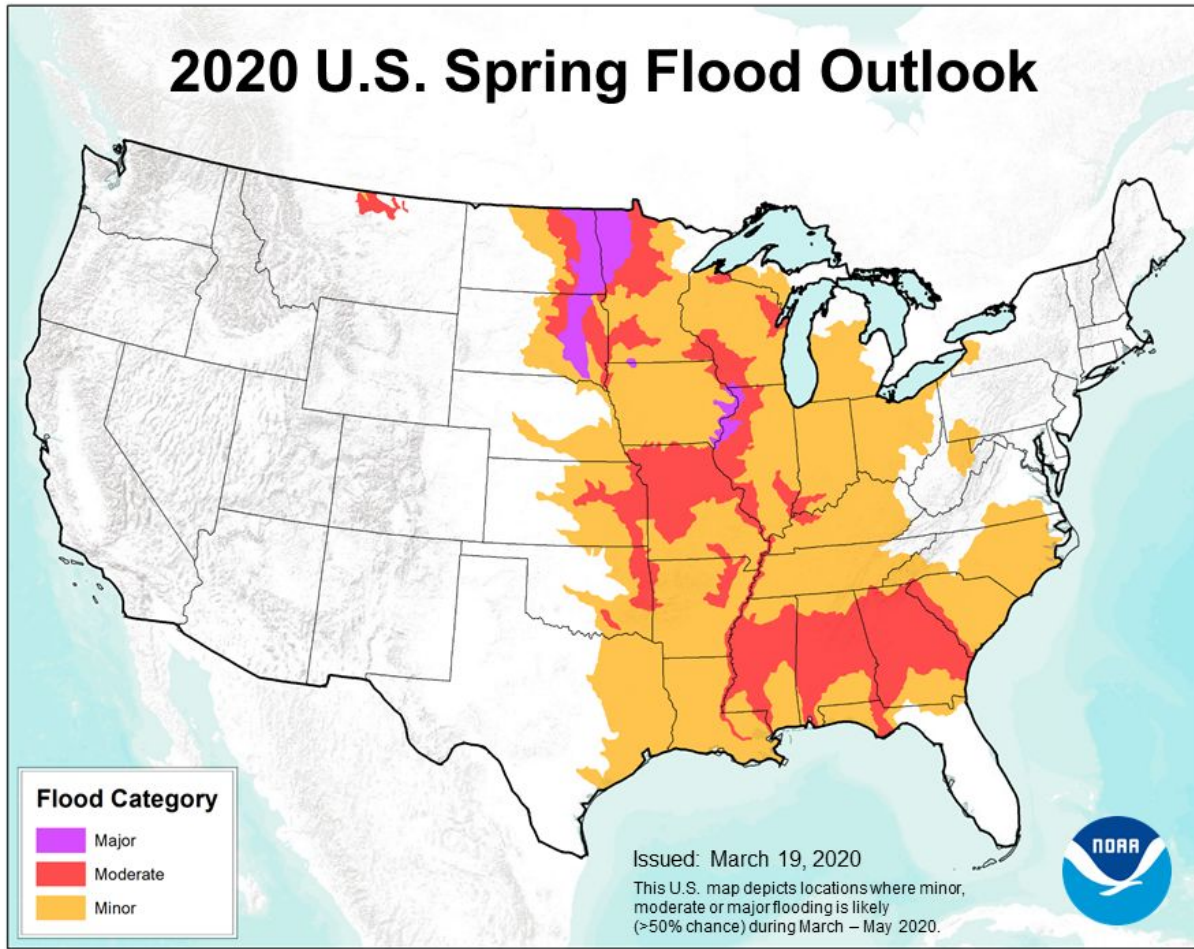 2020 U.S. Spring Flood Outlook
Flood Category
Major
Moderate
Minor
Issued: March 19, 2020
This U.S. map depicts locations where minor,
moderate or major flooding is likely
(>50% chance) during March – May 2020.
NOAA